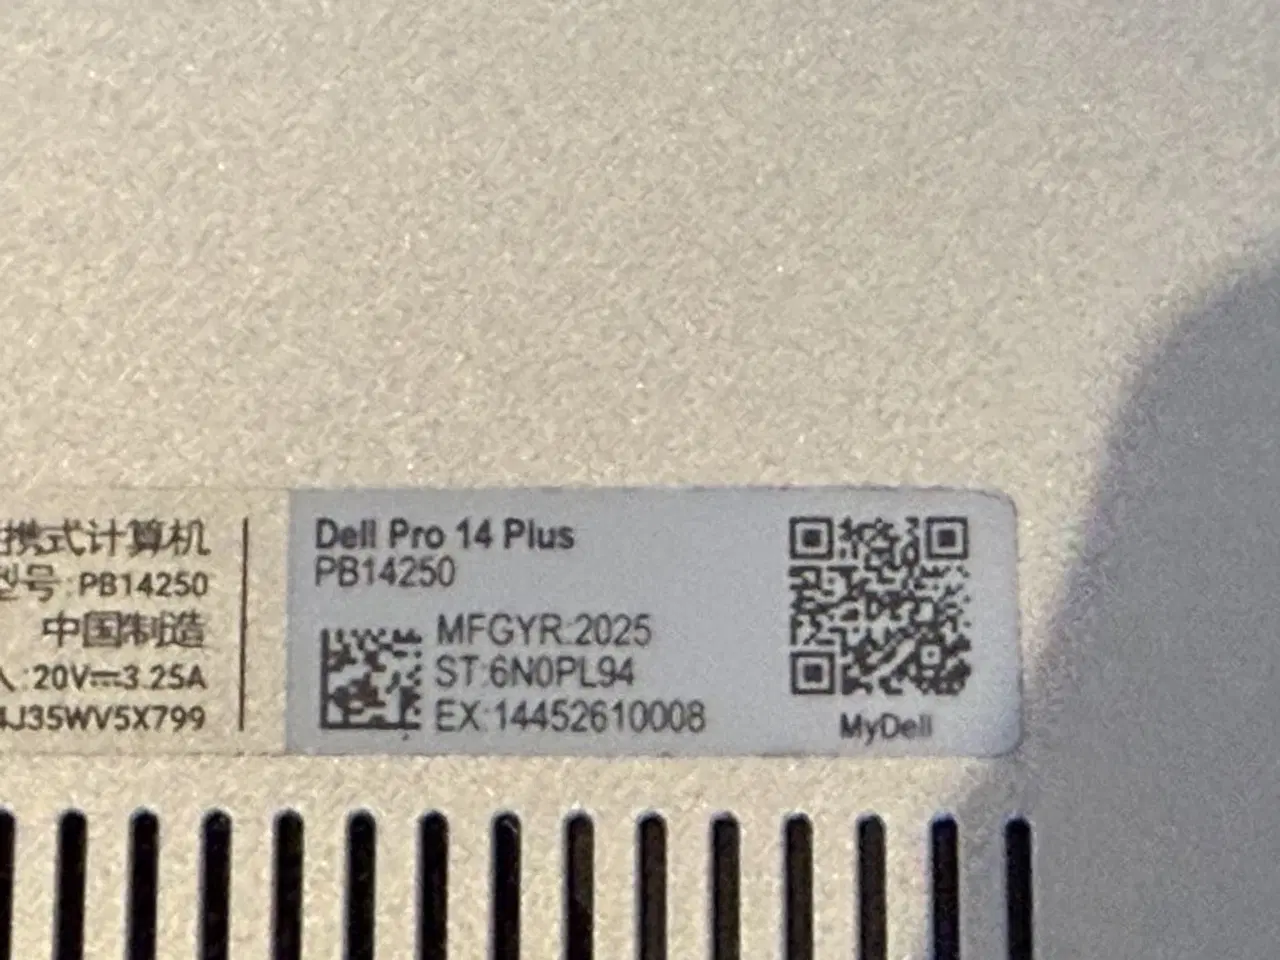 携式计算机
型号:PB14250
中国制造
入:20V⎓3.25A
4J35WV5X799
Dell Pro 14 Plus
PB14250
MFGYR:2025
ST:6N0PL94
EX:14452610008
MyDell